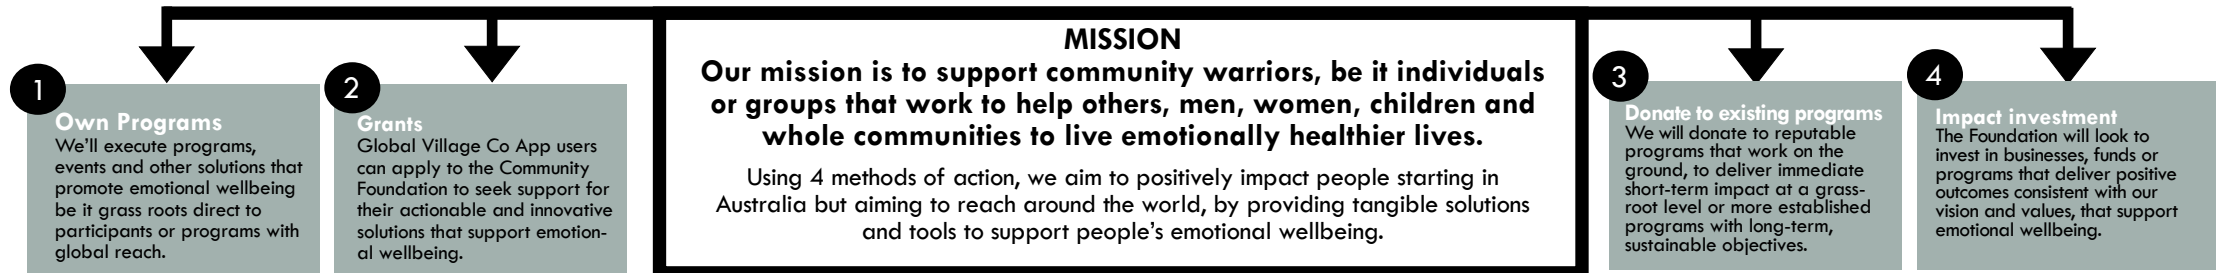 1
Own Programs
We'll execute programs,
events and other solutions that
promote emotional wellbeing
be it grass roots direct to
participants or programs with
global reach.
2
Grants
Global Village Co App users
can apply to the Community
Foundation to seek support for
their actionable and innovative
solutions that support emotion-
al wellbeing.
MISSION
Our mission is to support community warriors, be it individuals
or groups that work to help others, men, women, children and
whole communities to live emotionally healthier lives.
Using 4 methods of action, we aim to positively impact people starting in
Australia but aiming to reach around the world, by providing tangible solutions
and tools to support people's emotional wellbeing.
3
Donate to existing programs
We will donate to reputable
programs that work on the
ground, to deliver immediate
short-term impact at a grass-
root level or more established
programs with long-term,
sustainable objectives.
4
Impact investment
The Foundation will look to
invest in businesses, funds or
programs that deliver positive
outcomes consistent with our
vision and values, that support
emotional wellbeing.